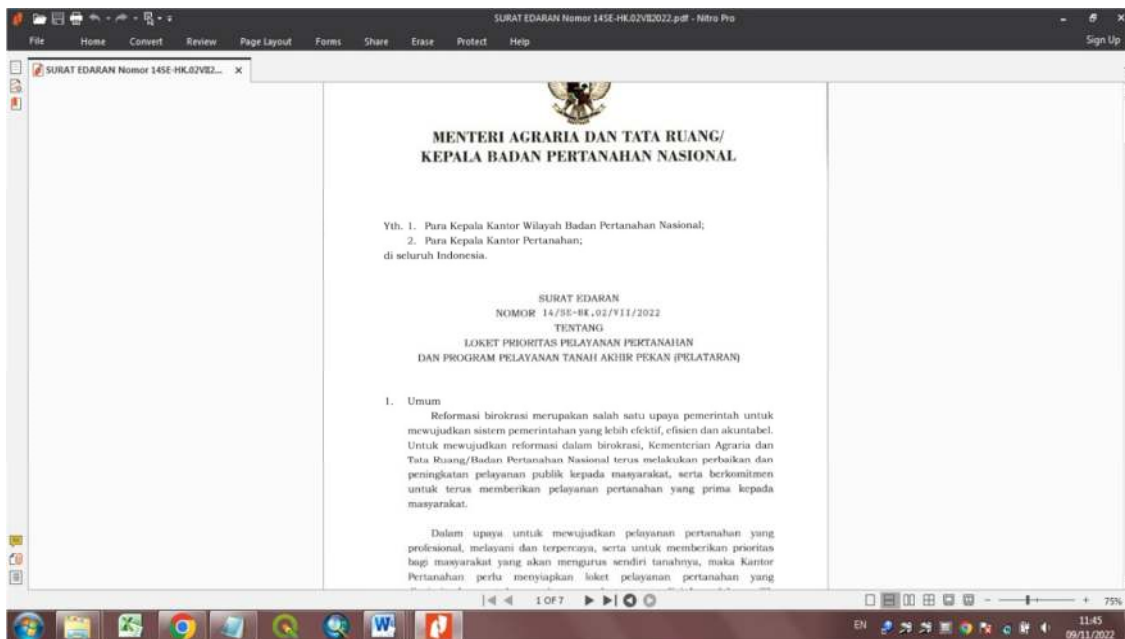 SURAT EDARAN Nomor 14SE-HK.02VII2022.pdf - Nitro Pro
File Home Convert Review Page Layout Forms Share Erase Protect Help Sign Up
SURAT EDARAN Nomor 14SE-HK.02VII2... x
MENTERI AGRARIA DAN TATA RUANG/
KEPALA BADAN PERTANAHAN NASIONAL
Yth. 1. Para Kepala Kantor Wilayah Badan Pertanahan Nasional;
2. Para Kepala Kantor Pertanahan;
di seluruh Indonesia.
SURAT EDARAN
NOMOR 14/SE-HK.02/VII/2022
TENTANG
LOKET PRIORITAS PELAYANAN PERTANAHAN
DAN PROGRAM PELAYANAN TANAH AKHIR PEKAN (PELATARAN)
1. Umum
Reformasi birokrasi merupakan salah satu upaya pemerintah untuk
mewujudkan sistem pemerintahan yang lebih efektif, efisien dan akuntabel.
Untuk mewujudkan reformasi dalam birokrasi, Kementerian Agraria dan
Tata Ruang/Badan Pertanahan Nasional terus melakukan perbaikan dan
peningkatan pelayanan publik kepada masyarakat, serta berkomitmen
untuk terus memberikan pelayanan pertanahan yang prima kepada
masyarakat.
Dalam upaya untuk mewujudkan pelayanan pertanahan yang
profesional, melayani dan terpercaya, serta untuk memberikan prioritas
bagi masyarakat yang akan mengurus sendiri tanahnya, maka Kantor
Pertanahan perlu menyiapkan loket pelayanan pertanahan yang
1 OF 7
75%
EN
11:45
09/11/2022